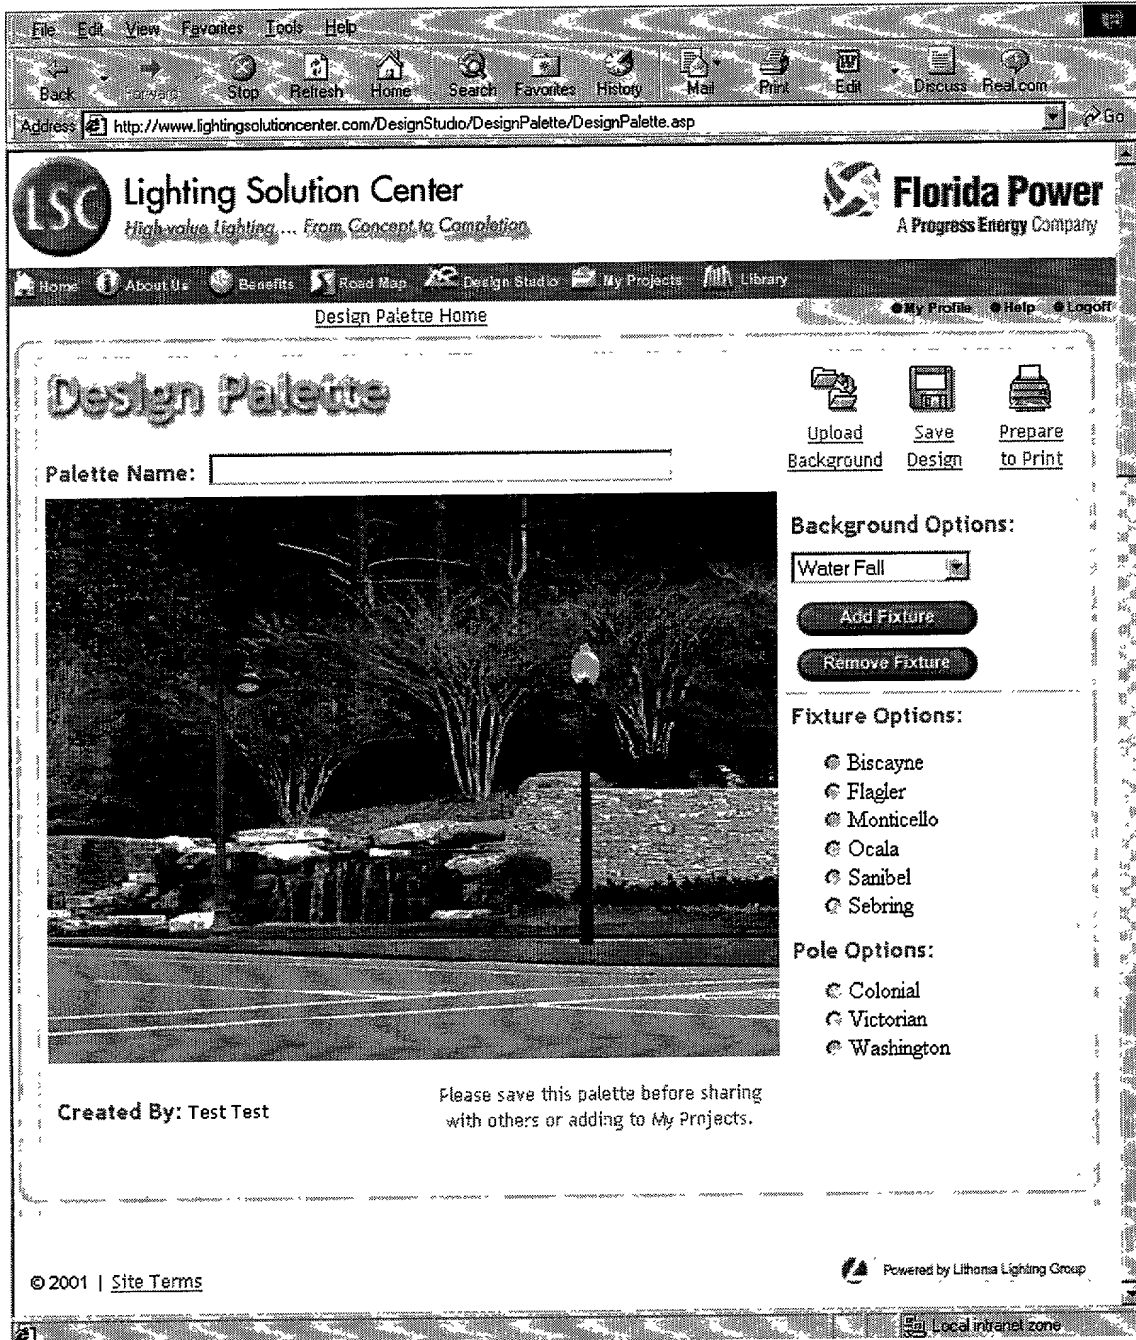 File Edit View Favorites Tools Help
Back Forward Stop Refresh Home Search Favorites History Mail Print Edit Discuss Real.com
Address http://www.lightingsolutioncenter.com/DesignStudio/DesignPalette/DesignPalette.asp Go
LSC Lighting Solution Center
High-value Lighting... From Concept to Completion
Florida Power
A Progress Energy Company
Home About Us Benefits Road Map Design Studio My Projects Library
Design Palette Home
My Profile Help Logoff
Design Palette
Upload Background
Save Design
Prepare to Print
Palette Name:
Background Options:
Water Fall
Add Fixture
Remove Fixture
Fixture Options:
Biscayne
Flagler
Monticello
Ocala
Sanibel
Sebring
Pole Options:
Colonial
Victorian
Washington
Created By: Test Test
Please save this palette before sharing
with others or adding to My Projects.
© 2001 | Site Terms
Powered by Lithonia Lighting Group
Local intranet zone